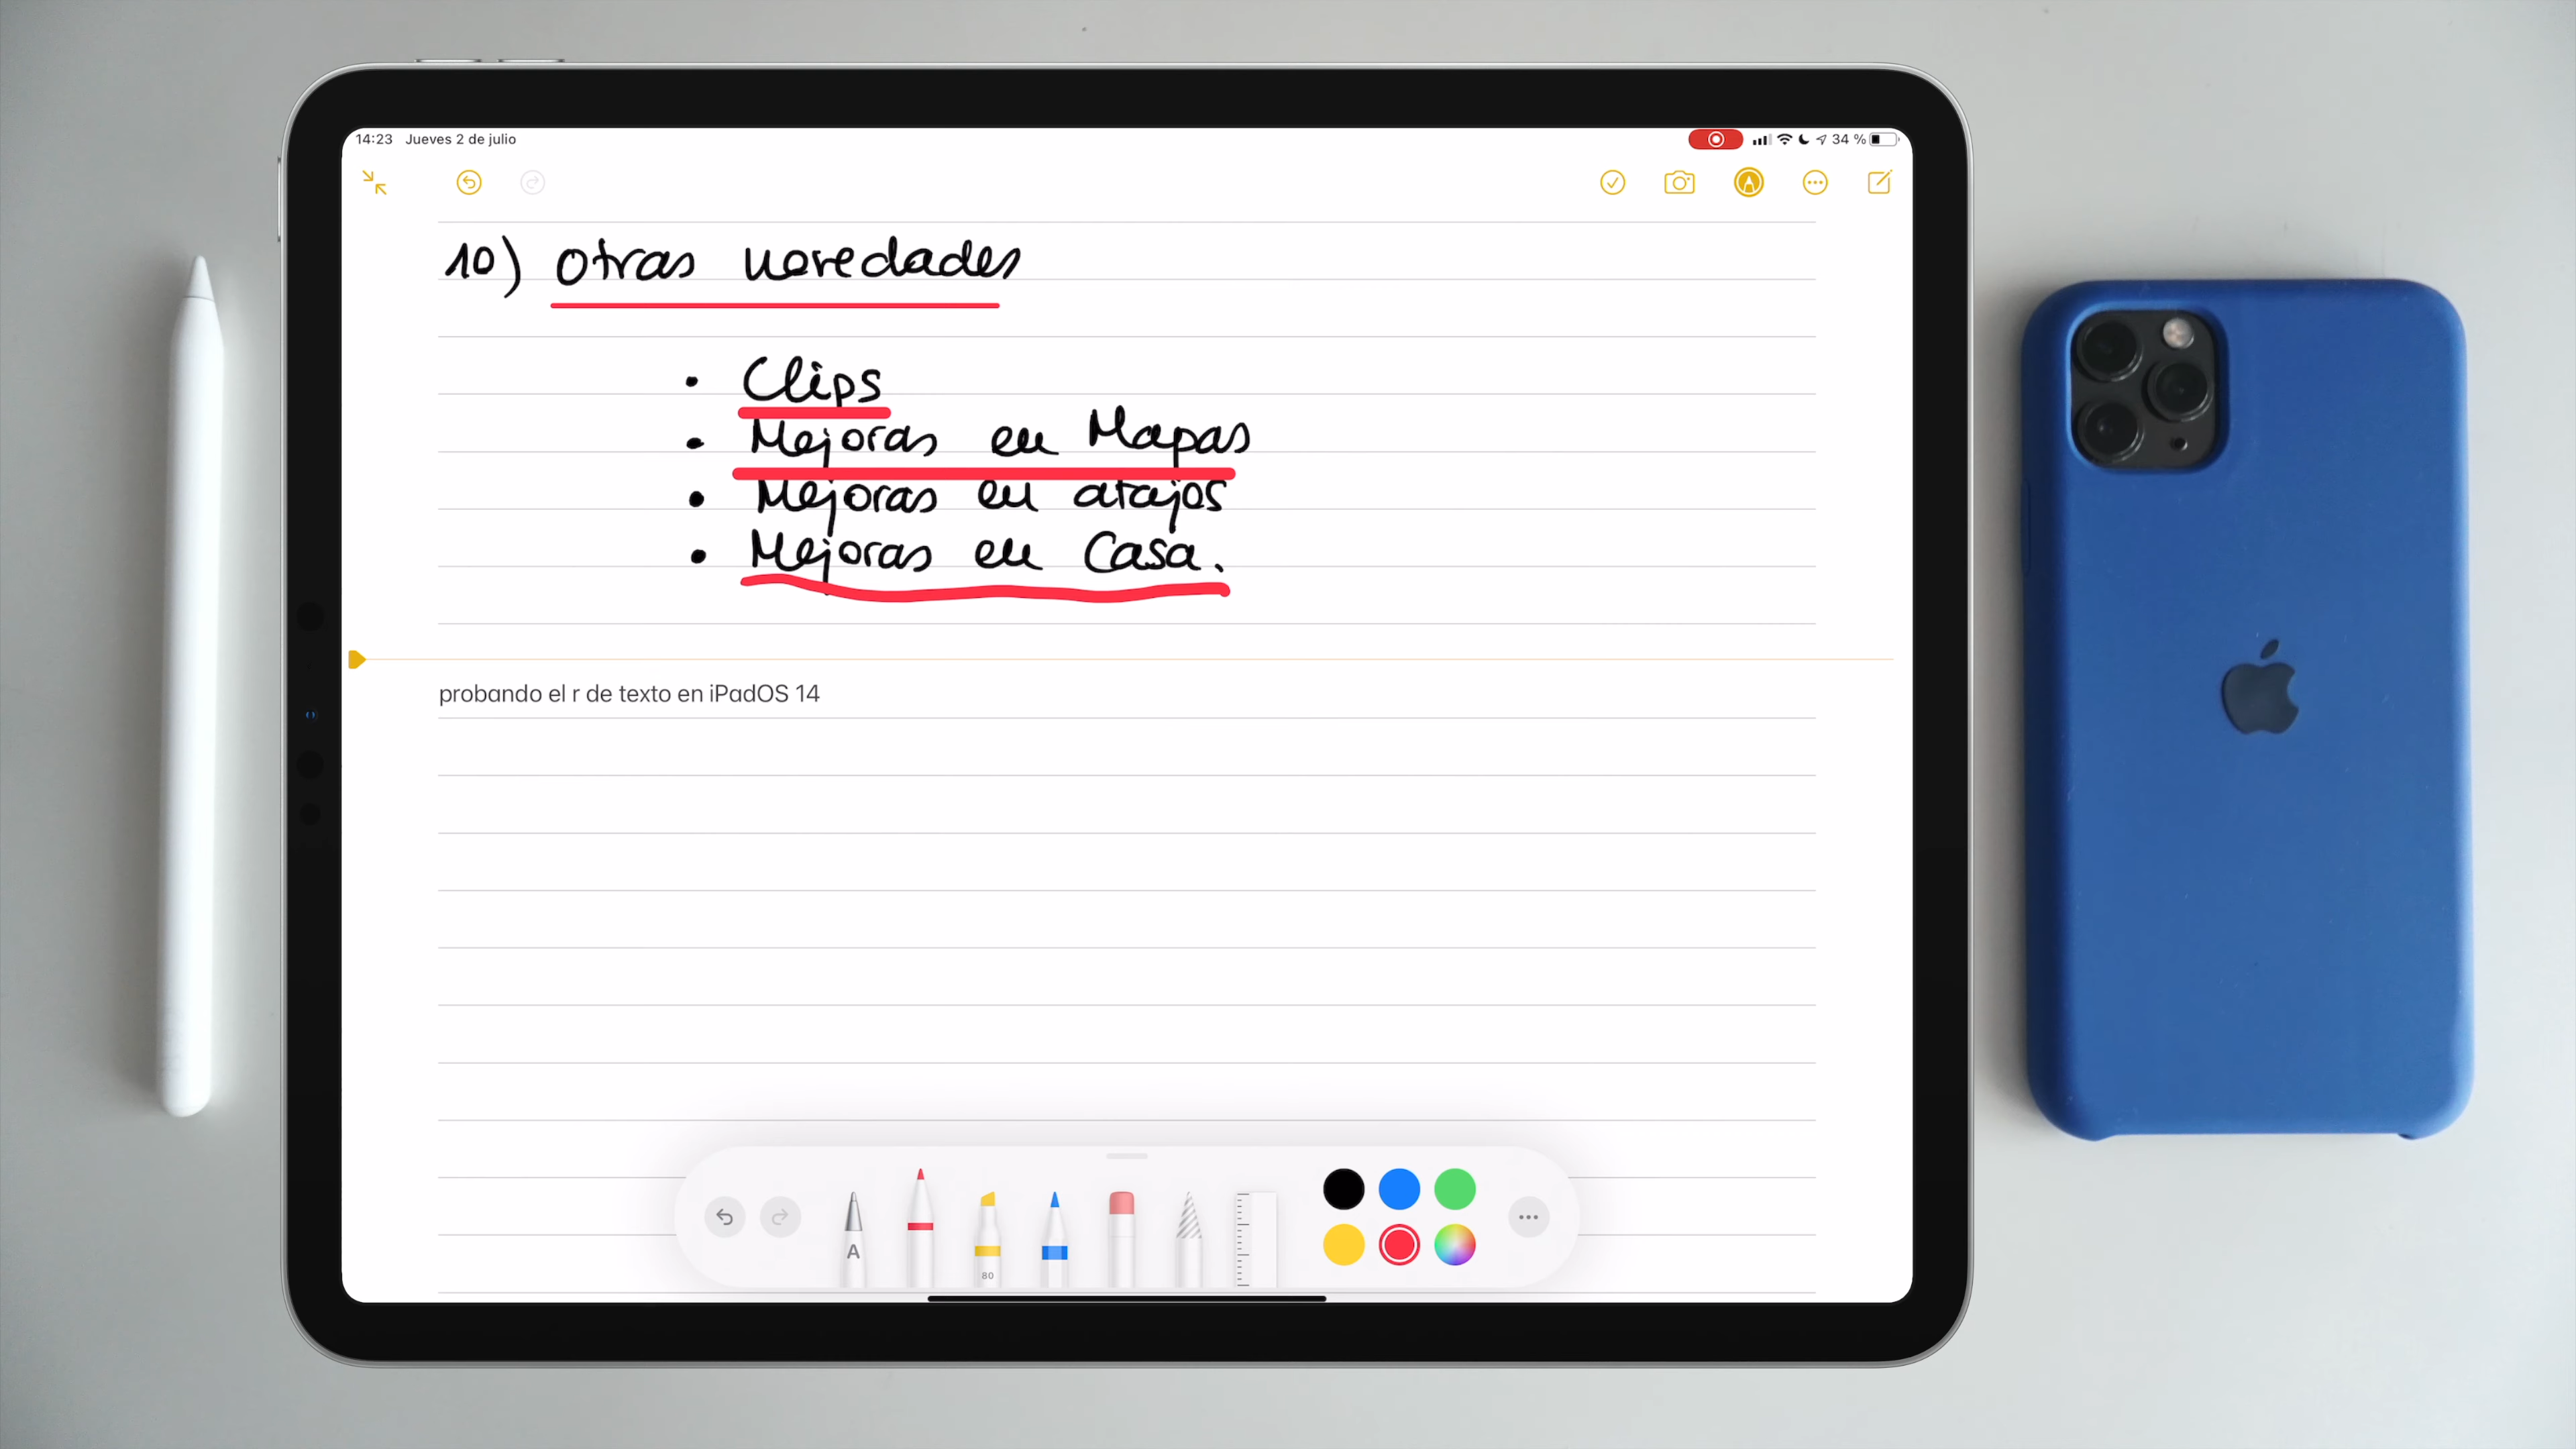 14:23 Jueves 2 de julio
34 %
10) otras novedades
• Clips
• Mejoras en Mapas
• Mejoras en atajos
• Mejoras en Casa.
probando el r de texto en iPadOS 14
A
80